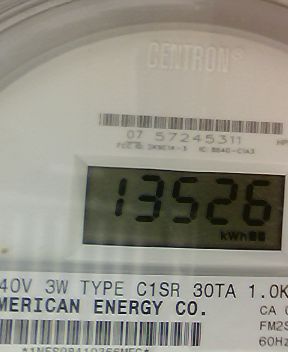 CENTRON®
07 57245311
13526
kWh
40V 3W TYPE C1SR 30TA 1.0K
MERICAN ENERGY CO.
CA
FM2S
60Hz